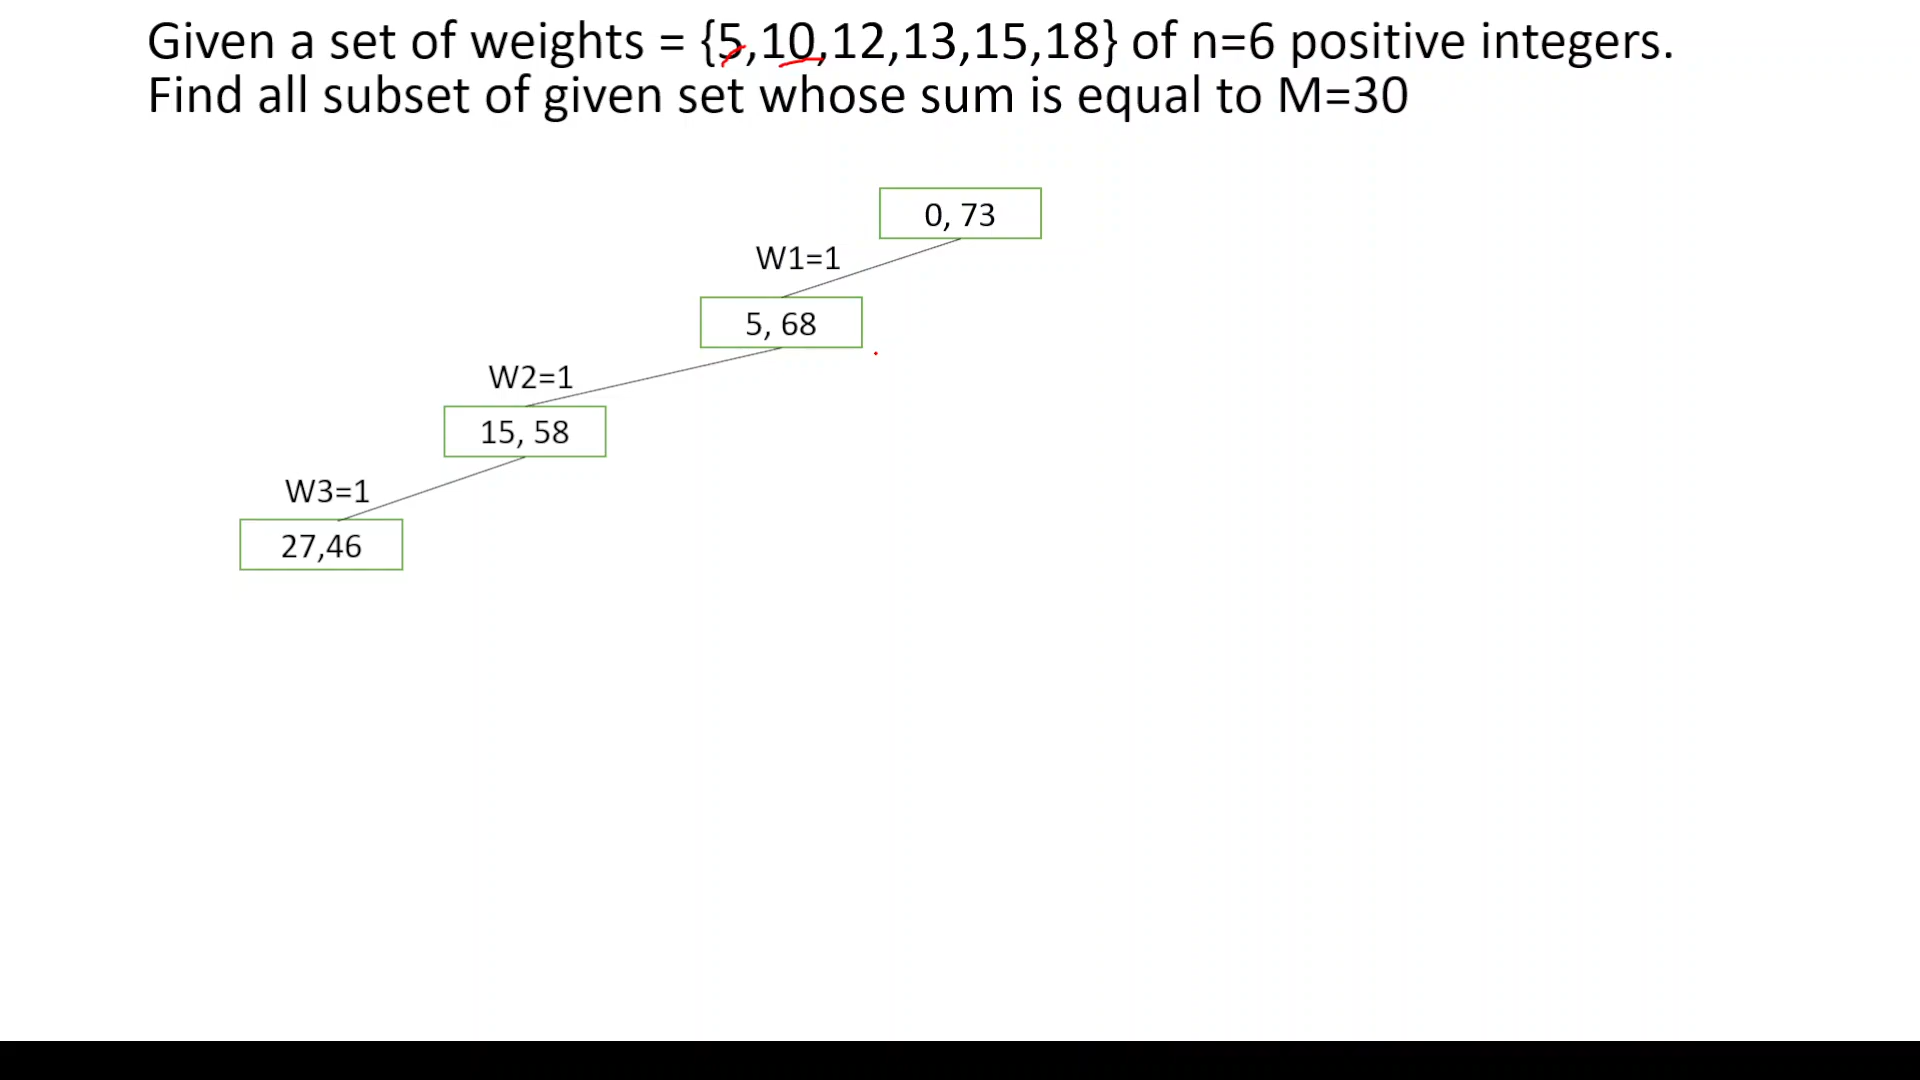 Given a set of weights = {5,10,12,13,15,18} of n=6 positive integers.
Find all subset of given set whose sum is equal to M=30
0, 73
W1=1
5, 68
W2=1
15, 58
W3=1
27,46